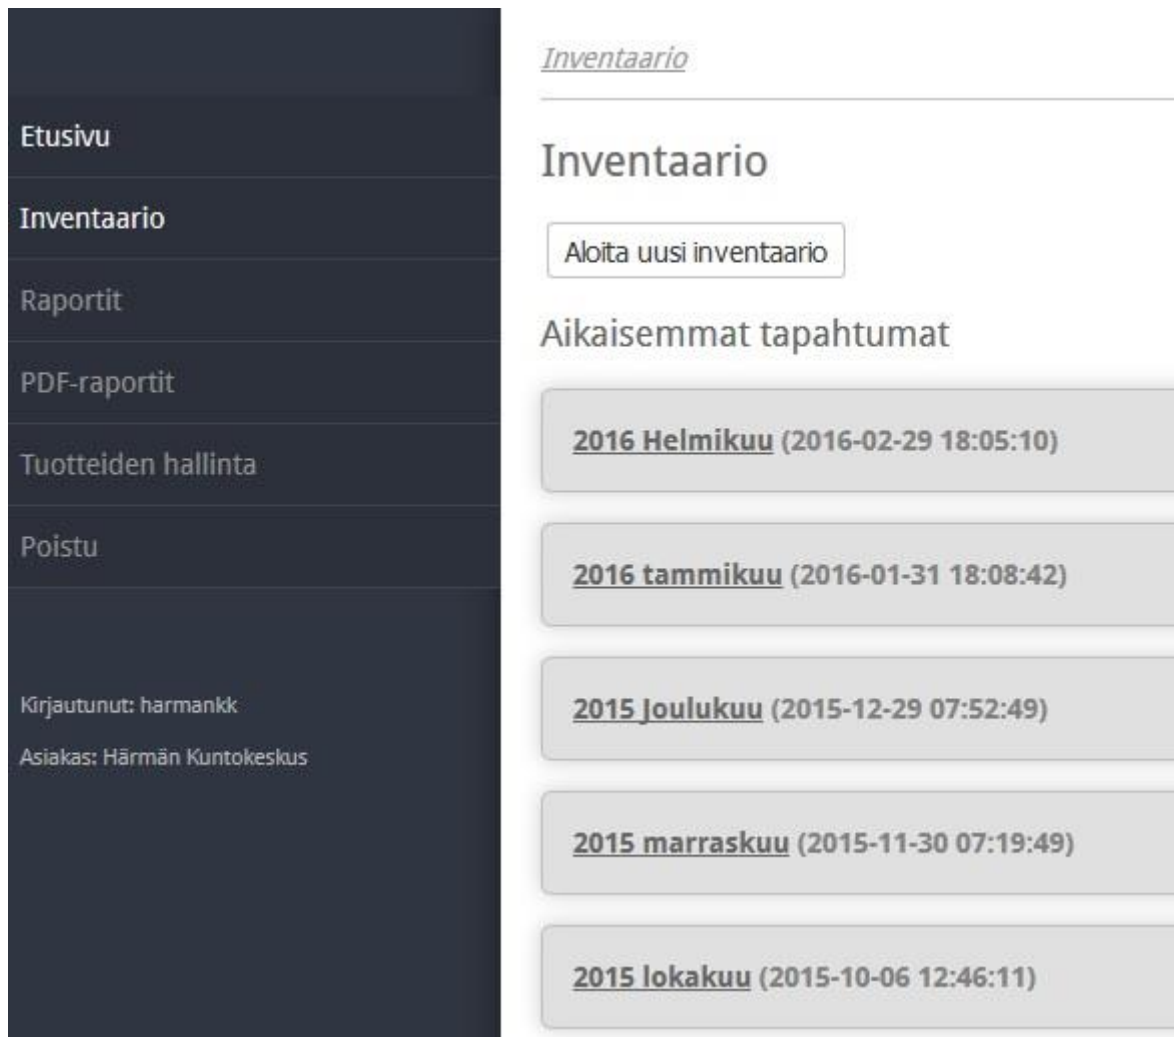 Etusivu
Inventaario
Raportit
PDF-raportit
Tuotteiden hallinta
Poistu
Kirjautunut: harmankk
Asiakas: Härmän Kuntokeskus
Inventaario
Inventaario
Aloita uusi inventaario
Aikaisemmat tapahtumat
2016 Helmikuu (2016-02-29 18:05:10)
2016 tammikuu (2016-01-31 18:08:42)
2015 Joulukuu (2015-12-29 07:52:49)
2015 marraskuu (2015-11-30 07:19:49)
2015 lokakuu (2015-10-06 12:46:11)